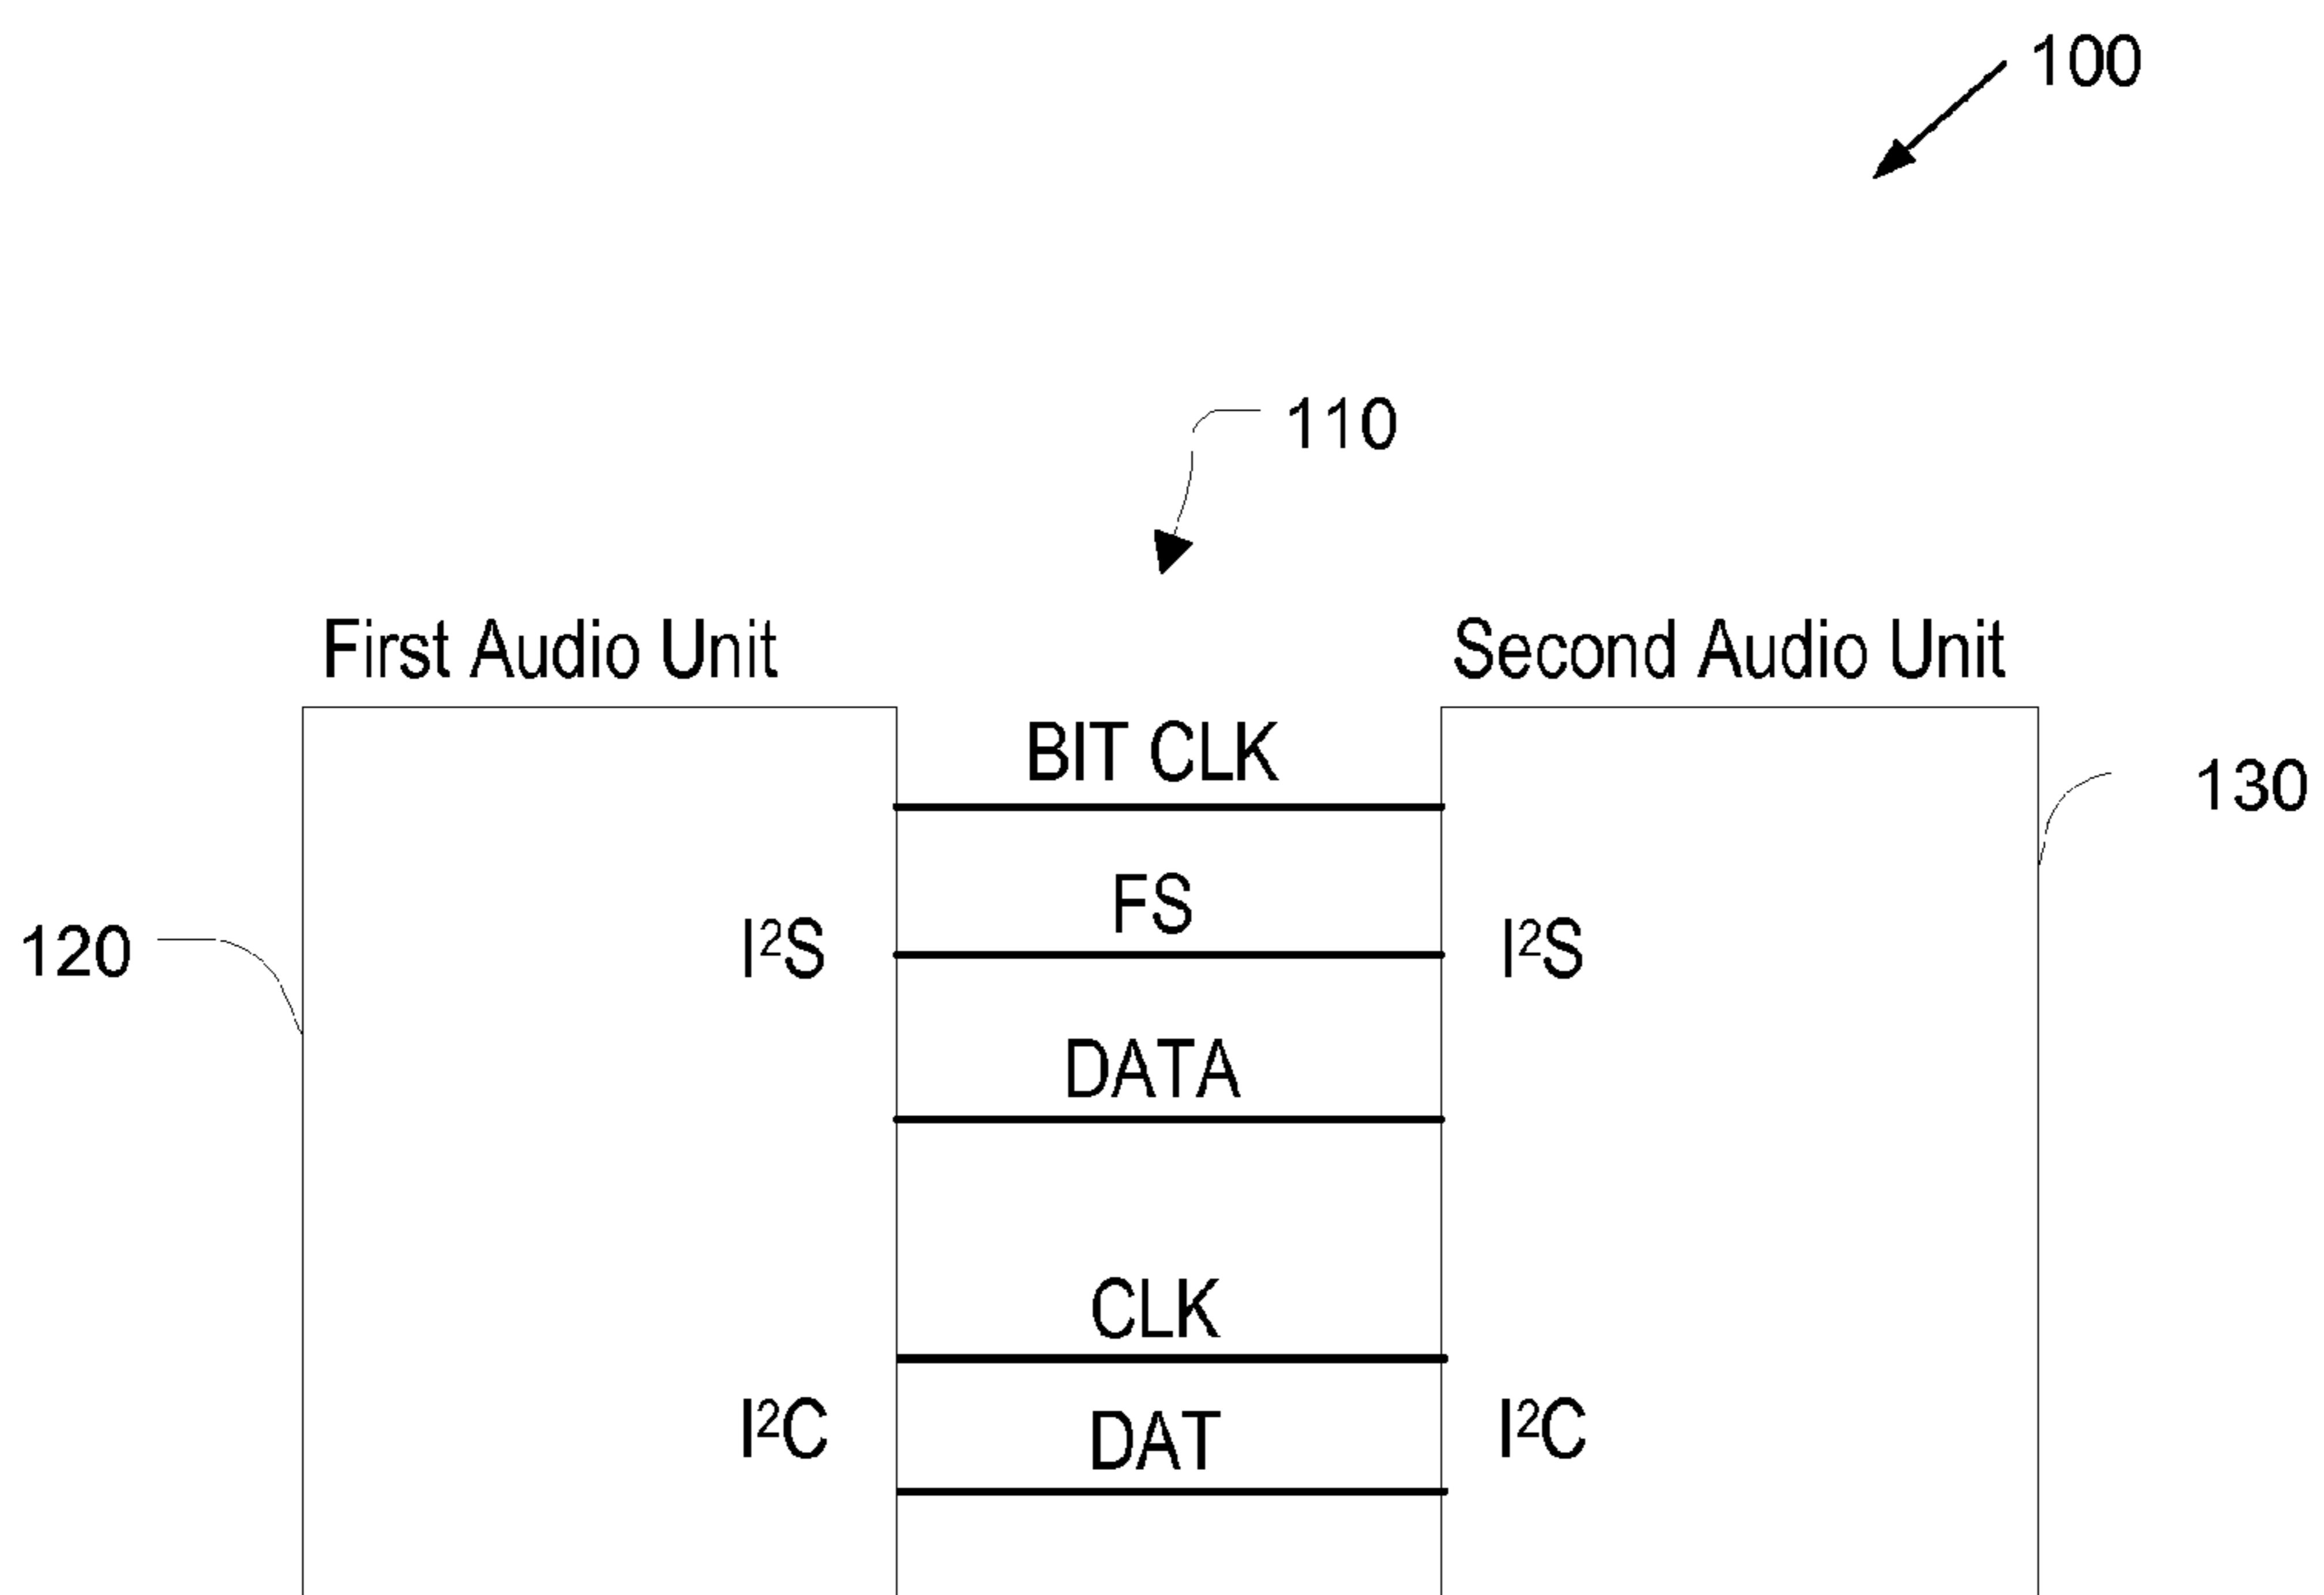 100
110
First Audio Unit
Second Audio Unit
BIT CLK
130
FS
120
I²S
I²S
DATA
CLK
I²C
DAT
I²C